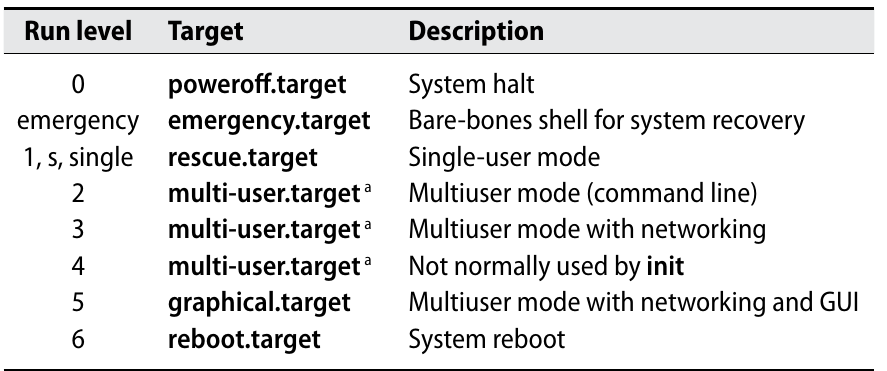 Run level Target Description
0 poweroff.target System halt
emergency emergency.target Bare-bones shell for system recovery
1, s, single rescue.target Single-user mode
2 multi-user.target a Multiuser mode (command line)
3 multi-user.target a Multiuser mode with networking
4 multi-user.target a Not normally used by init
5 graphical.target Multiuser mode with networking and GUI
6 reboot.target System reboot